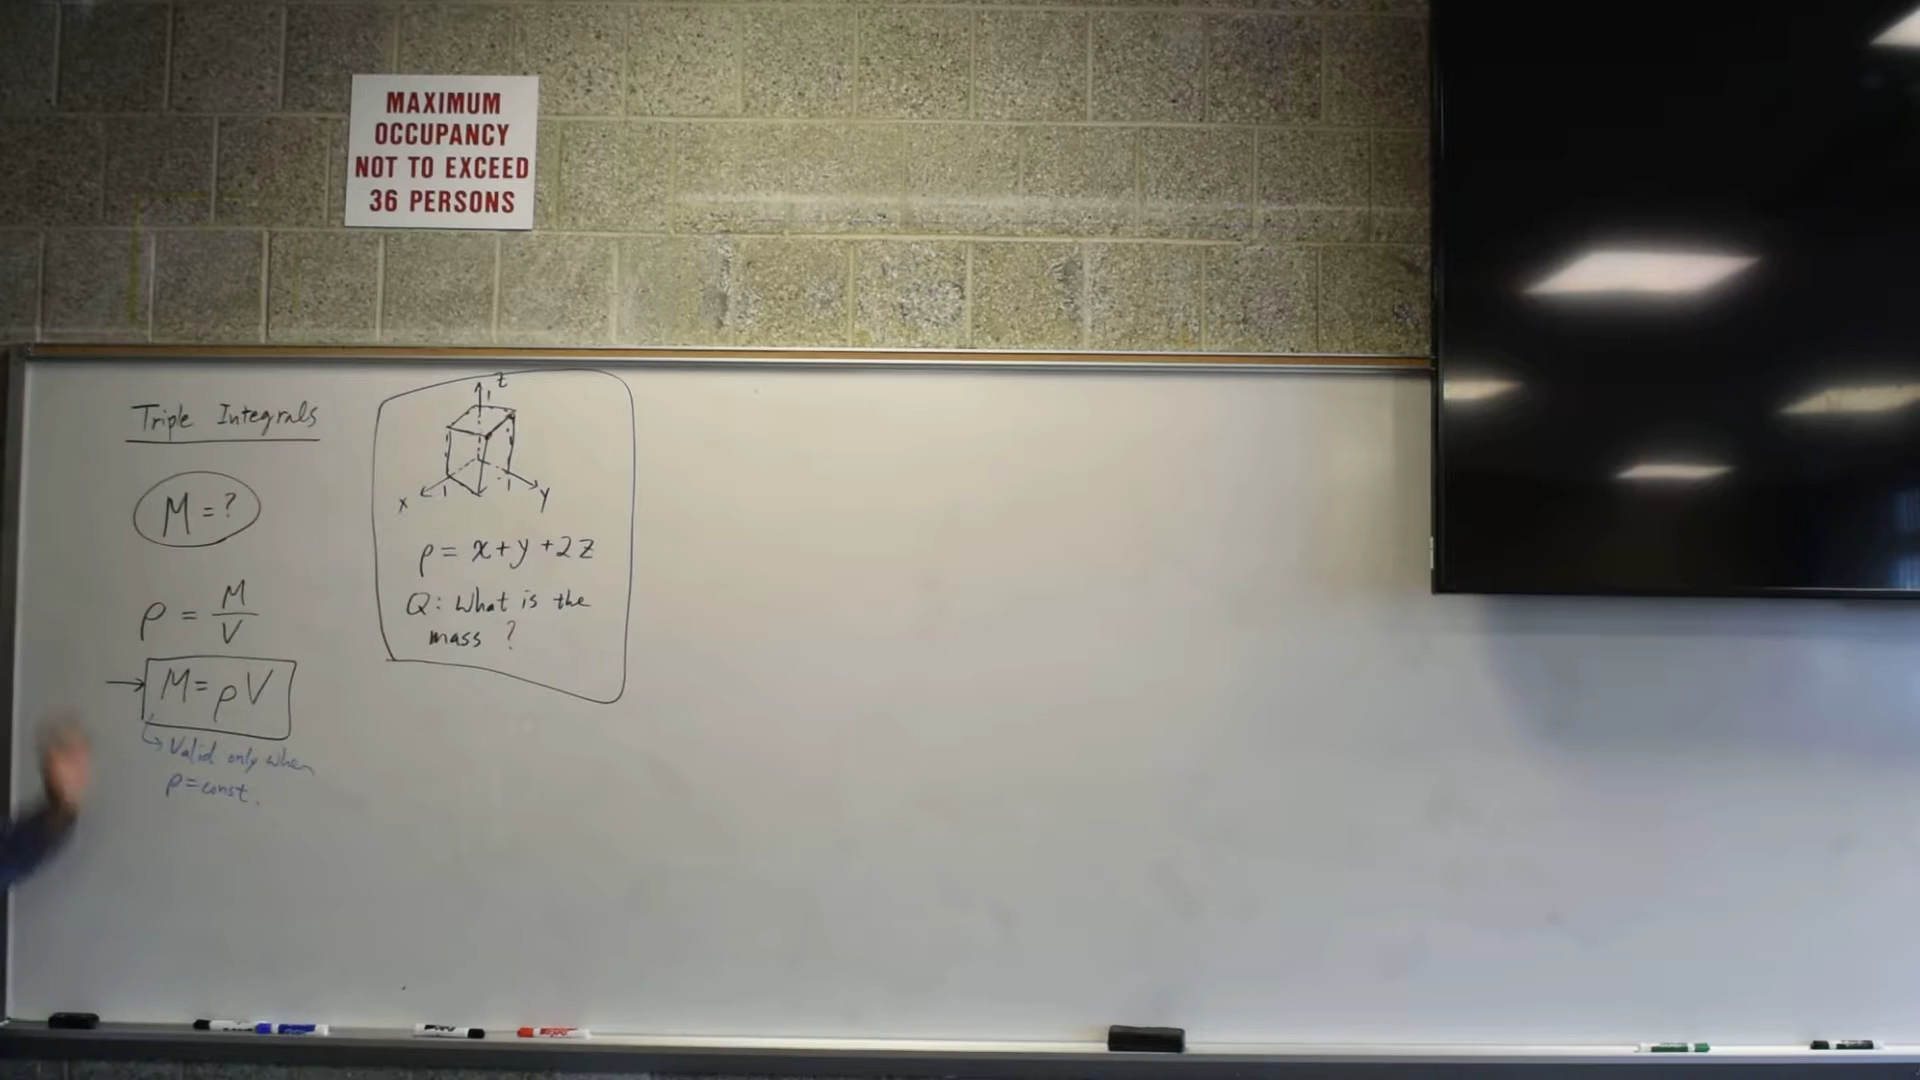 MAXIMUM
OCCUPANCY
NOT TO EXCEED
36 PERSONS
Triple Integrals
M = ?
ρ = M/V
M = ρV
Valid only when
ρ = const.
z
1
x
1
1
y
ρ = x + y + 2z
Q: What is the
mass ?